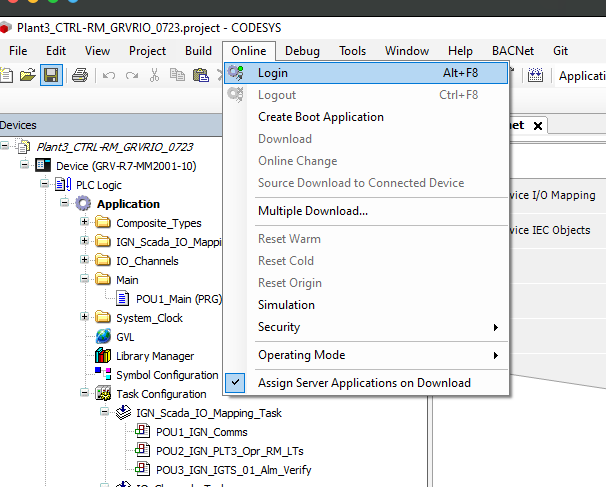 Plant3_CTRL-RM_GRVRIO_0723.project - CODESYS
File Edit View Project Build Online Debug Tools Window Help BACNet Git
Login Alt+F8
Logout Ctrl+F8
Create Boot Application
Download
Online Change
Source Download to Connected Device
Multiple Download...
Reset Warm
Reset Cold
Reset Origin
Simulation
Security
Operating Mode
Assign Server Applications on Download
Applicati
Devices
Plant3_CTRL-RM_GRVRIO_0723
Device (GRV-R7-MM2001-10)
PLC Logic
Application
Composite_Types
IGN_Scada_IO_Mappi
IO_Channels
Main
POU1_Main (PRG)
System_Clock
GVL
Library Manager
Symbol Configuration
Task Configuration
IGN_Scada_IO_Mapping_Task
POU1_IGN_Comms
POU2_IGN_PLT3_Opr_RM_LTs
POU3_IGN_IGTS_01_Alm_Verify
net
vice I/O Mapping
vice IEC Objects